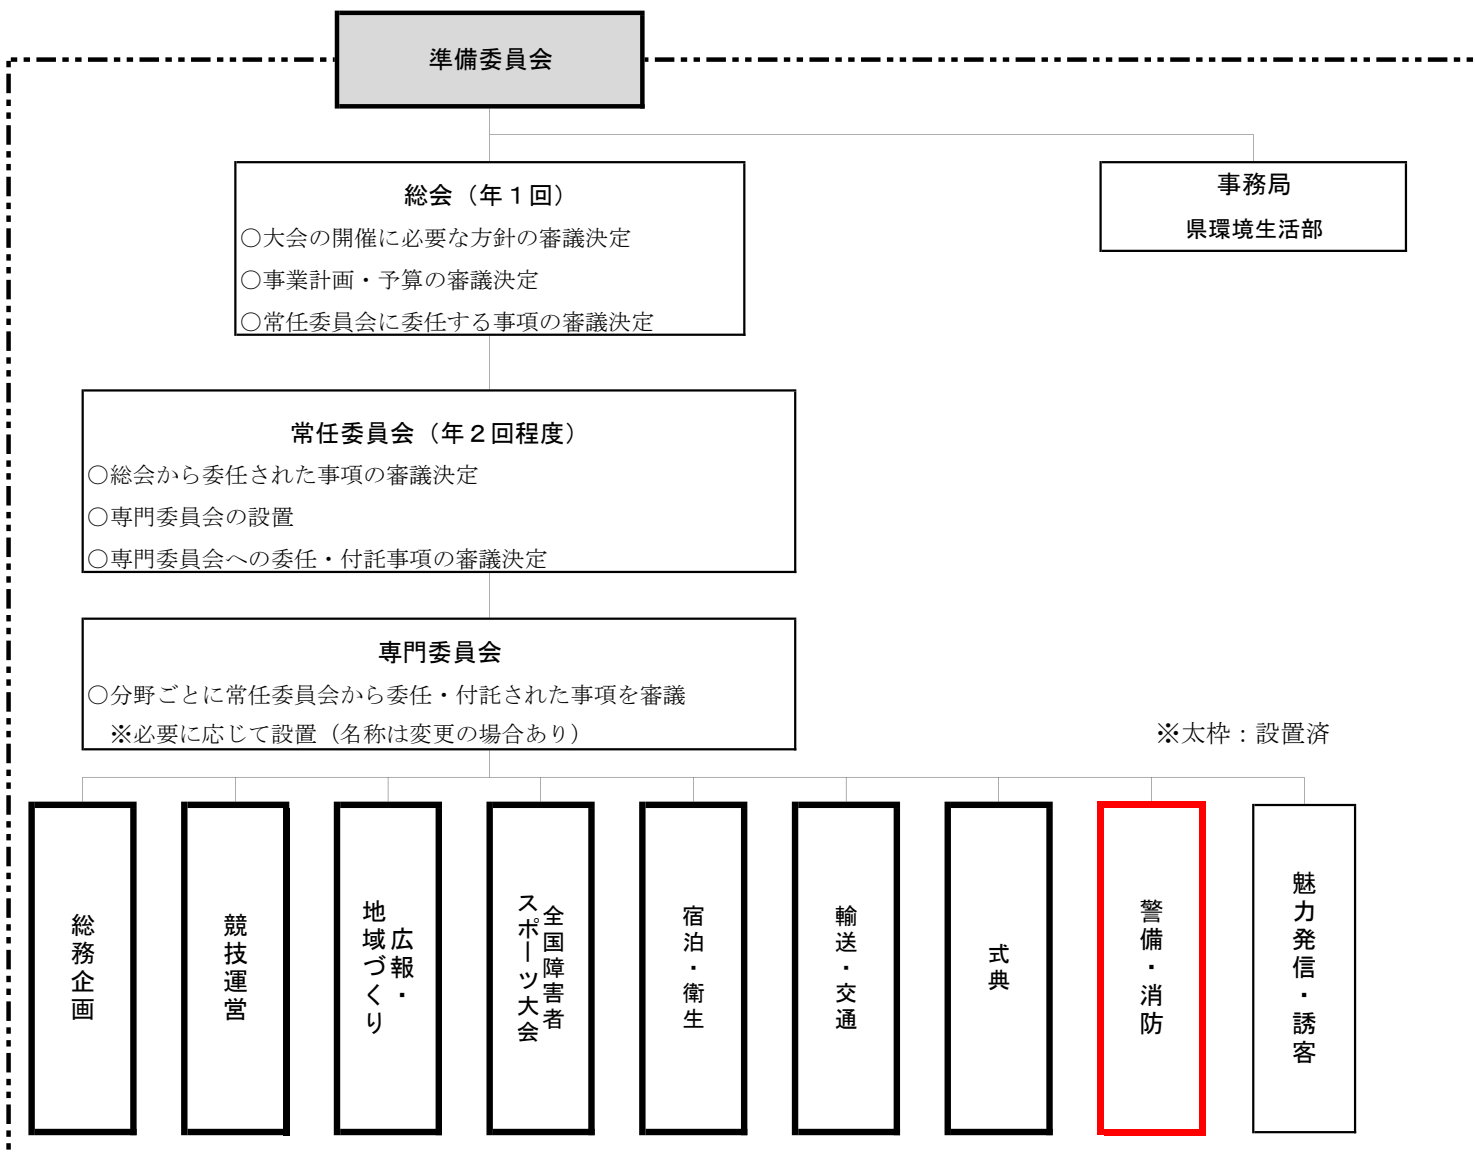 準備委員会
総会（年１回）
○大会の開催に必要な方針の審議決定
○事業計画・予算の審議決定
○常任委員会に委任する事項の審議決定
事務局
県環境生活部
常任委員会（年２回程度）
○総会から委任された事項の審議決定
○専門委員会の設置
○専門委員会への委任・付託事項の審議決定
専門委員会
○分野ごとに常任委員会から委任・付託された事項を審議
※必要に応じて設置（名称は変更の場合あり）
※太枠：設置済
総務企画
競技運営
広報・
地域づくり
全国障害者
スポーツ大会
宿泊・衛生
輸送・交通
式典
警備・消防
魅力発信・誘客